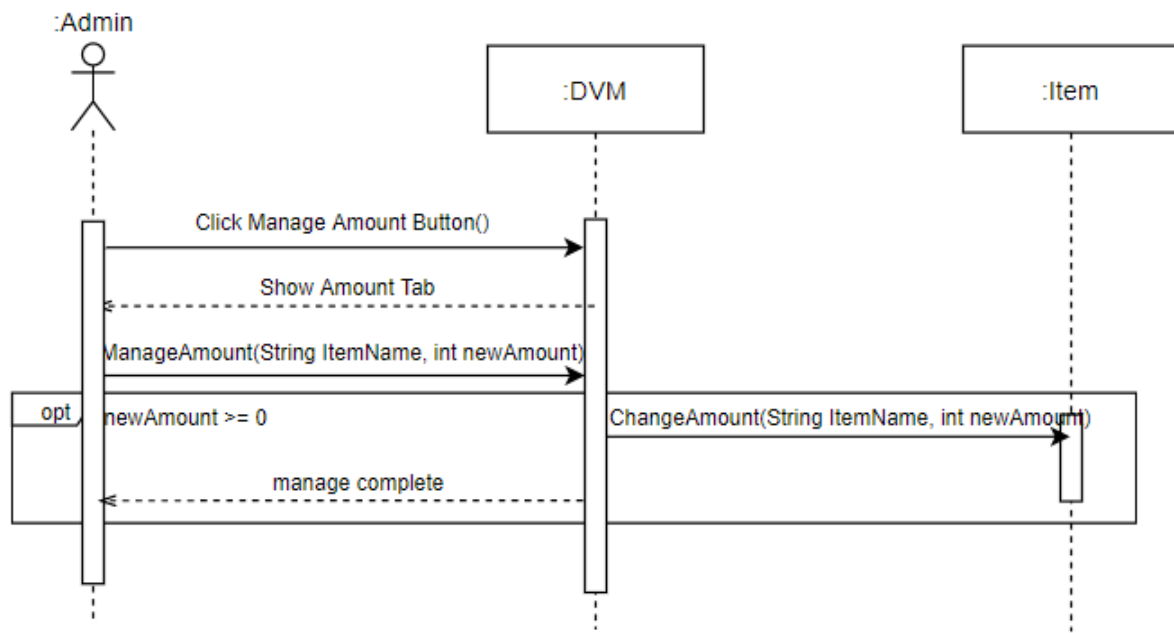 :Admin
:DVM
:Item
Click Manage Amount Button()
Show Amount Tab
ManageAmount(String ItemName, int newAmount)
opt
newAmount >= 0
ChangeAmount(String ItemName, int newAmount)
manage complete